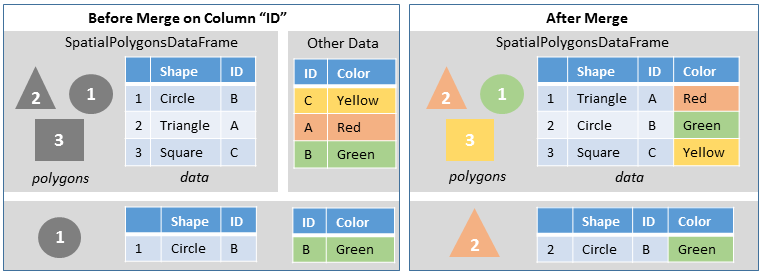 Before Merge on Column “ID”
SpatialPolygonsDataFrame
Other Data
2
1
3
polygons
Shape ID
1 Circle B
2 Triangle A
3 Square C
data
ID Color
C Yellow
A Red
B Green
1
Shape ID
1 Circle B
ID Color
B Green
After Merge
SpatialPolygonsDataFrame
2
1
3
polygons
Shape ID Color
1 Triangle A Red
2 Circle B Green
3 Square C Yellow
data
2
Shape ID Color
2 Circle B Green